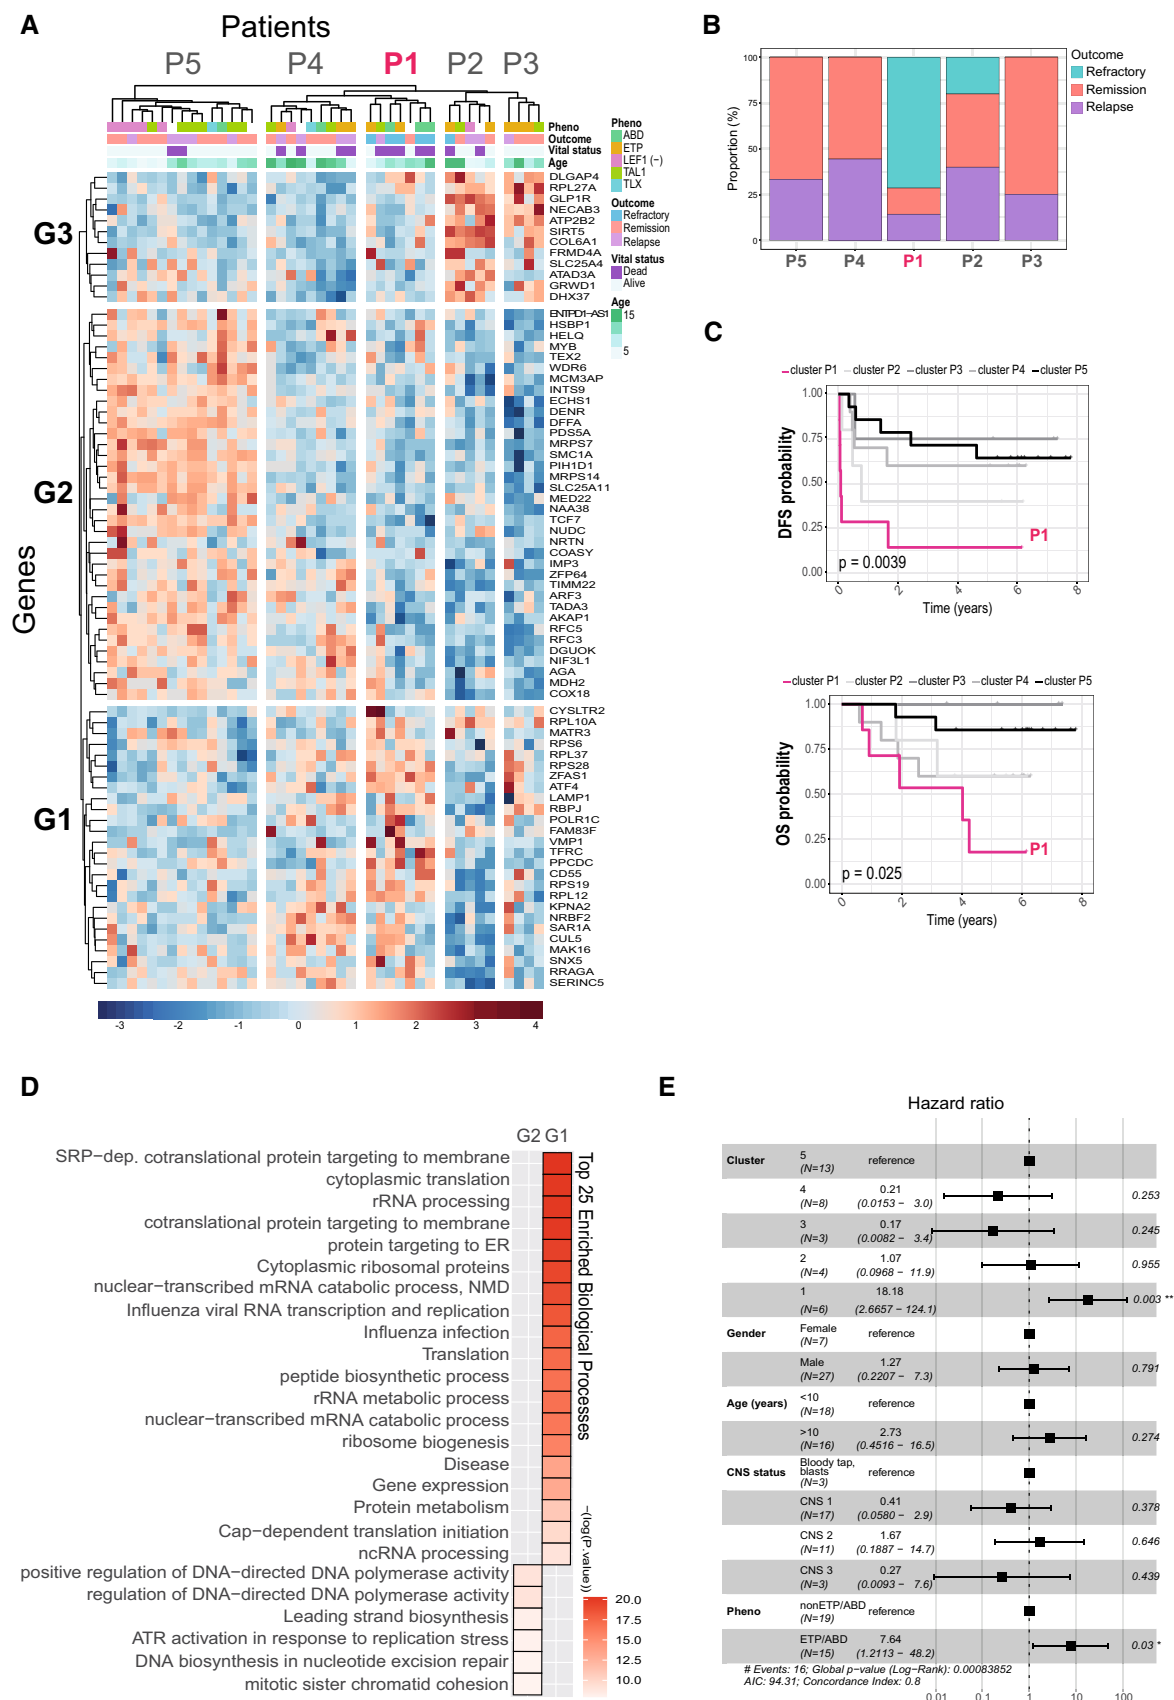 A
Patients
P5 P4 P1 P2 P3
Pheno
Outcome
Vital status
Age
Pheno
ABD
ETP
LEF1 (−)
TAL1
TLX
Outcome
Refractory
Remission
Relapse
Vital status
Dead
Alive
Age
15
5
Genes
G3
G2
G1
DLGAP4
RPL27A
GLP1R
NECAB3
ATP2B2
SIRT5
COL6A1
FRMD4A
SLC25A4
ATAD3A
GRWD1
DHX37
ENTPD1−AS1
HSBP1
HELQ
MYB
TEX2
WDR6
MCM3AP
INTS9
ECHS1
DENR
DFFA
PDS5A
MRPS7
SMC1A
PIH1D1
MRPS14
SLC25A11
MED22
NAA38
TCF7
NUDC
NRTN
COASY
IMP3
ZFP64
TIMM22
ARF3
TADA3
AKAP1
RFC5
RFC3
DGUOK
NIF3L1
AGA
MDH2
COX18
CYSLTR2
RPL10A
MATR3
RPS6
RPL37
RPS28
ZFAS1
ATF4
LAMP1
RBPJ
POLR1C
FAM83F
VMP1
TFRC
PPCDC
CD55
RPS19
RPL12
KPNA2
NRBF2
SAR1A
CUL5
MAK16
SNX5
RRAGA
SERINC5
-3 -2 -1 0 1 2 3 4
B
Proportion (%)
100
75
50
25
0
P5 P4 P1 P2 P3
Outcome
Refractory
Remission
Relapse
C
cluster P1 cluster P2 cluster P3 cluster P4 cluster P5
DFS probability
1.00
0.75
0.50
0.25
0.00
P1
p = 0.0039
0 2 4 6 8
Time (years)
cluster P1 cluster P2 cluster P3 cluster P4 cluster P5
OS probability
1.00
0.75
0.50
0.25
0.00
P1
p = 0.025
0 2 4 6 8
Time (years)
D
G2 G1
SRP−dep. cotranslational protein targeting to membrane
cytoplasmic translation
rRNA processing
cotranslational protein targeting to membrane
protein targeting to ER
Cytoplasmic ribosomal proteins
nuclear−transcribed mRNA catabolic process, NMD
Influenza viral RNA transcription and replication
Influenza infection
Translation
peptide biosynthetic process
rRNA metabolic process
nuclear−transcribed mRNA catabolic process
ribosome biogenesis
Disease
Gene expression
Protein metabolism
Cap−dependent translation initiation
ncRNA processing
positive regulation of DNA−directed DNA polymerase activity
regulation of DNA−directed DNA polymerase activity
Leading strand biosynthesis
ATR activation in response to replication stress
DNA biosynthesis in nucleotide excision repair
mitotic sister chromatid cohesion
Top 25 Enriched Biological Processes
−(log(P.value))
20.0
17.5
15.0
12.5
10.0
E
Hazard ratio
Cluster 5 (N=13) reference
4 (N=8) 0.21 (0.0153 − 3.0) 0.253
3 (N=3) 0.17 (0.0082 − 3.4) 0.245
2 (N=4) 1.07 (0.0968 − 11.9) 0.955
1 (N=6) 18.18 (2.6657 − 124.1) 0.003 **
Gender Female (N=7) reference
Male (N=27) 1.27 (0.2207 − 7.3) 0.791
Age (years) <10 (N=18) reference
>10 (N=16) 2.73 (0.4516 − 16.5) 0.274
CNS status Bloody tap, blasts (N=3) reference
CNS 1 (N=17) 0.41 (0.0580 − 2.9) 0.378
CNS 2 (N=11) 1.67 (0.1887 − 14.7) 0.646
CNS 3 (N=3) 0.27 (0.0093 − 7.6) 0.439
Pheno nonETP/ABD (N=19) reference
ETP/ABD (N=15) 7.64 (1.2113 − 48.2) 0.03 *
# Events: 16; Global p-value (Log-Rank): 0.00083852
AIC: 94.31; Concordance Index: 0.8
0.01 0.1 1 10 100